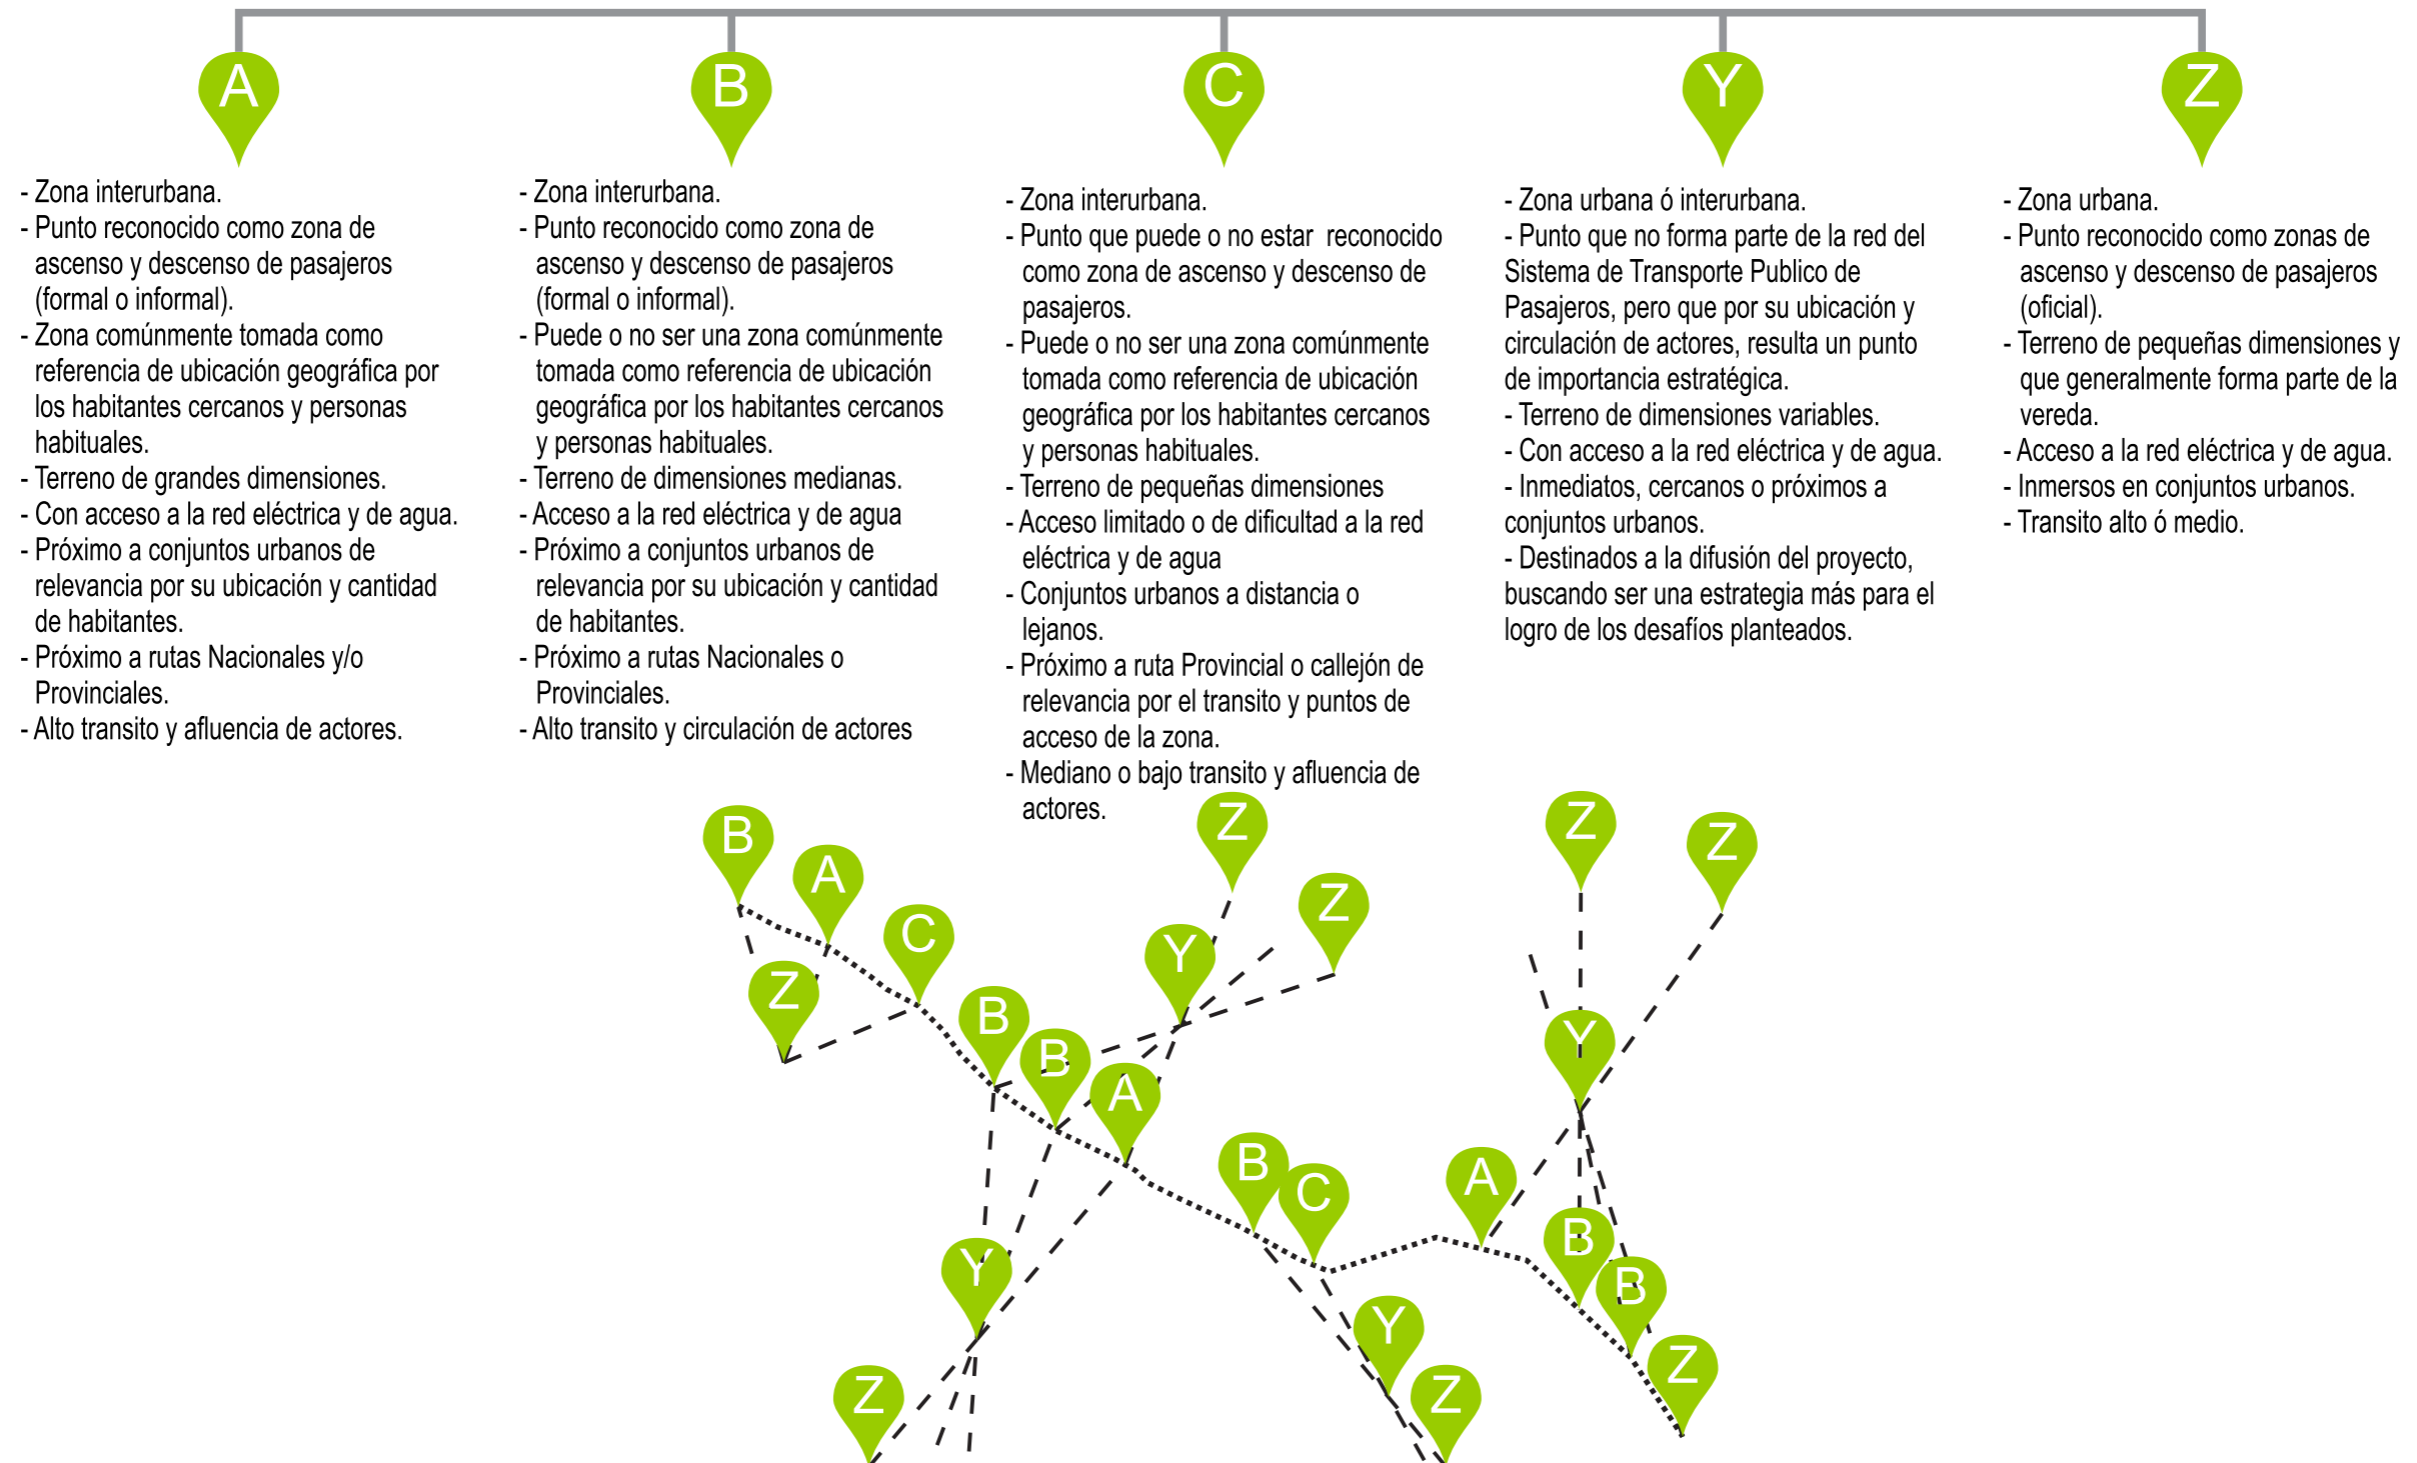 A
B
C
Y
Z
- Zona interurbana.
- Punto reconocido como zona de
ascenso y descenso de pasajeros
(formal o informal).
- Zona comúnmente tomada como
referencia de ubicación geográfica por
los habitantes cercanos y personas
habituales.
- Terreno de grandes dimensiones.
- Con acceso a la red eléctrica y de agua.
- Próximo a conjuntos urbanos de
relevancia por su ubicación y cantidad
de habitantes.
- Próximo a rutas Nacionales y/o
Provinciales.
- Alto transito y afluencia de actores.
- Zona interurbana.
- Punto reconocido como zona de
ascenso y descenso de pasajeros
(formal o informal).
- Puede o no ser una zona comúnmente
tomada como referencia de ubicación
geográfica por los habitantes cercanos
y personas habituales.
- Terreno de dimensiones medianas.
- Acceso a la red eléctrica y de agua
- Próximo a conjuntos urbanos de
relevancia por su ubicación y cantidad
de habitantes.
- Próximo a rutas Nacionales o
Provinciales.
- Alto transito y circulación de actores
- Zona interurbana.
- Punto que puede o no estar reconocido
como zona de ascenso y descenso de
pasajeros.
- Puede o no ser una zona comúnmente
tomada como referencia de ubicación
geográfica por los habitantes cercanos
y personas habituales.
- Terreno de pequeñas dimensiones
- Acceso limitado o de dificultad a la red
eléctrica y de agua
- Conjuntos urbanos a distancia o
lejanos.
- Próximo a ruta Provincial o callejón de
relevancia por el transito y puntos de
acceso de la zona.
- Mediano o bajo transito y afluencia de
actores.
- Zona urbana ó interurbana.
- Punto que no forma parte de la red del
Sistema de Transporte Publico de
Pasajeros, pero que por su ubicación y
circulación de actores, resulta un punto
de importancia estratégica.
- Terreno de dimensiones variables.
- Con acceso a la red eléctrica y de agua.
- Inmediatos, cercanos o próximos a
conjuntos urbanos.
- Destinados a la difusión del proyecto,
buscando ser una estrategia más para el
logro de los desafíos planteados.
- Zona urbana.
- Punto reconocido como zonas de
ascenso y descenso de pasajeros
(oficial).
- Terreno de pequeñas dimensiones y
que generalmente forma parte de la
vereda.
- Acceso a la red eléctrica y de agua.
- Inmersos en conjuntos urbanos.
- Transito alto ó medio.
B
A
C
Z
B
B
A
Y
Z
Z
Y
Z
B
C
Y
Z
A
Z
Z
Y
B
B
Z